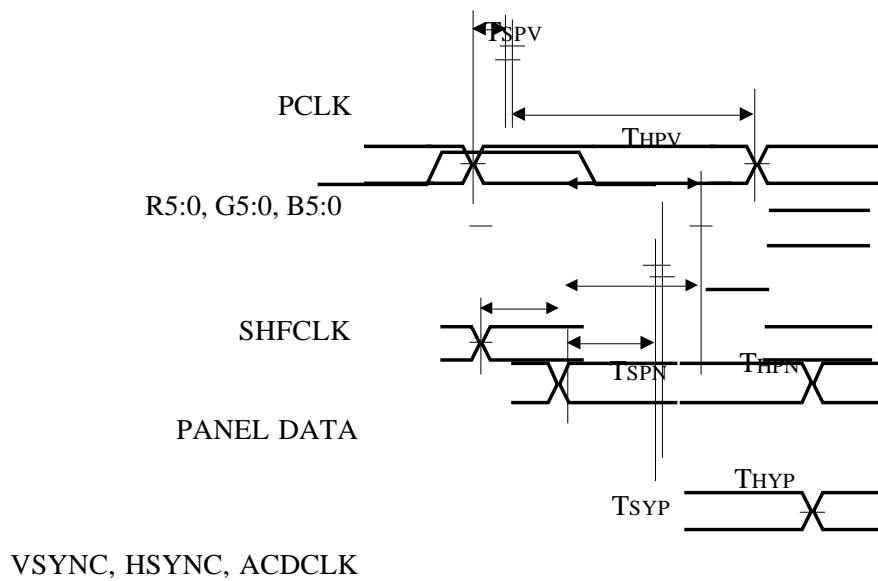 TSPV
PCLK
THPV
R5:0, G5:0, B5:0
SHFCLK
TSPN THPN
PANEL DATA
THYP
TSYP
VSYNC, HSYNC, ACDCLK